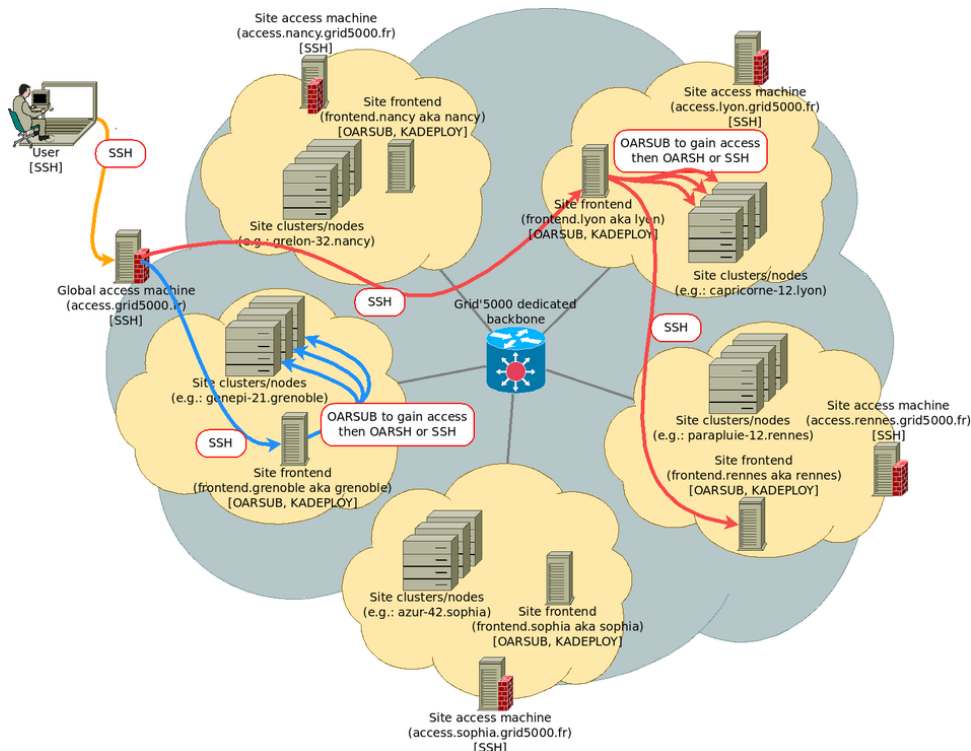 Site access machine
(access.nancy.grid5000.fr)
[SSH]
Site frontend
(frontend.nancy aka nancy)
[OARSUB, KADEPLOY]
Site clusters/nodes
(e.g.: grelon-32.nancy)
User
[SSH]
SSH
Global access machine
(access.grid5000.fr)
[SSH]
Site access machine
(access.lyon.grid5000.fr)
[SSH]
OARSUB to gain access
then OARSH or SSH
Site frontend
(frontend.lyon aka lyon)
[OARSUB, KADEPLOY]
Site clusters/nodes
(e.g.: capricorne-12.lyon)
SSH
Grid'5000 dedicated
backbone
SSH
Site clusters/nodes
(e.g.: genepi-21.grenoble)
OARSUB to gain access
then OARSH or SSH
SSH
Site frontend
(frontend.grenoble aka grenoble)
[OARSUB, KADEPLOY]
Site clusters/nodes
(e.g.: parapluie-12.rennes)
Site access machine
(access.rennes.grid5000.fr)
[SSH]
Site frontend
(frontend.rennes aka rennes)
[OARSUB, KADEPLOY]
Site clusters/nodes
(e.g.: azur-42.sophia)
Site frontend
(frontend.sophia aka sophia)
[OARSUB, KADEPLOY]
Site access machine
(access.sophia.grid5000.fr)
[SSH]